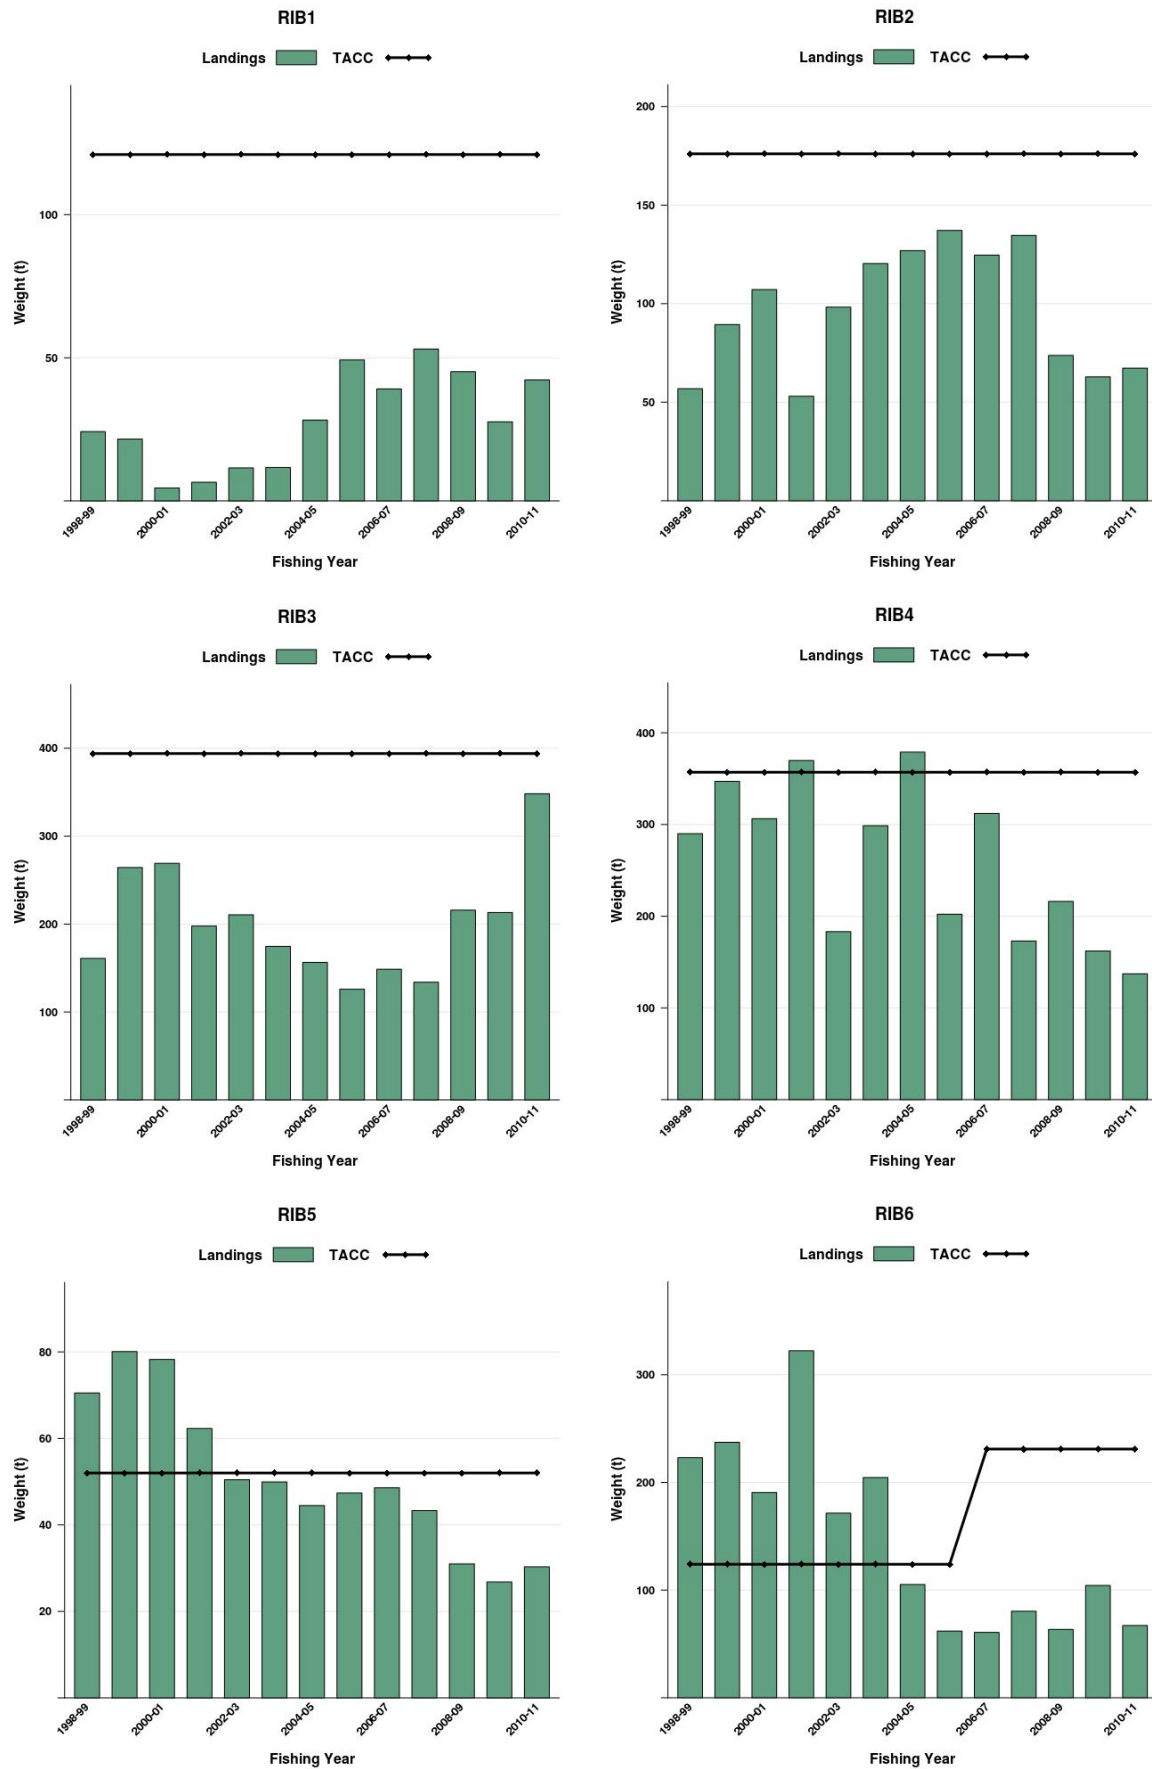 RIB1
Landings TACC
Weight (t)
100
50
1998-99 2000-01 2002-03 2004-05 2006-07 2008-09 2010-11
Fishing Year
RIB2
Landings TACC
Weight (t)
200
150
100
50
1998-99 2000-01 2002-03 2004-05 2006-07 2008-09 2010-11
Fishing Year
RIB3
Landings TACC
Weight (t)
400
300
200
100
1998-99 2000-01 2002-03 2004-05 2006-07 2008-09 2010-11
Fishing Year
RIB4
Landings TACC
Weight (t)
400
300
200
100
1998-99 2000-01 2002-03 2004-05 2006-07 2008-09 2010-11
Fishing Year
RIB5
Landings TACC
Weight (t)
80
60
40
20
1998-99 2000-01 2002-03 2004-05 2006-07 2008-09 2010-11
Fishing Year
RIB6
Landings TACC
Weight (t)
300
200
100
1998-99 2000-01 2002-03 2004-05 2006-07 2008-09 2010-11
Fishing Year